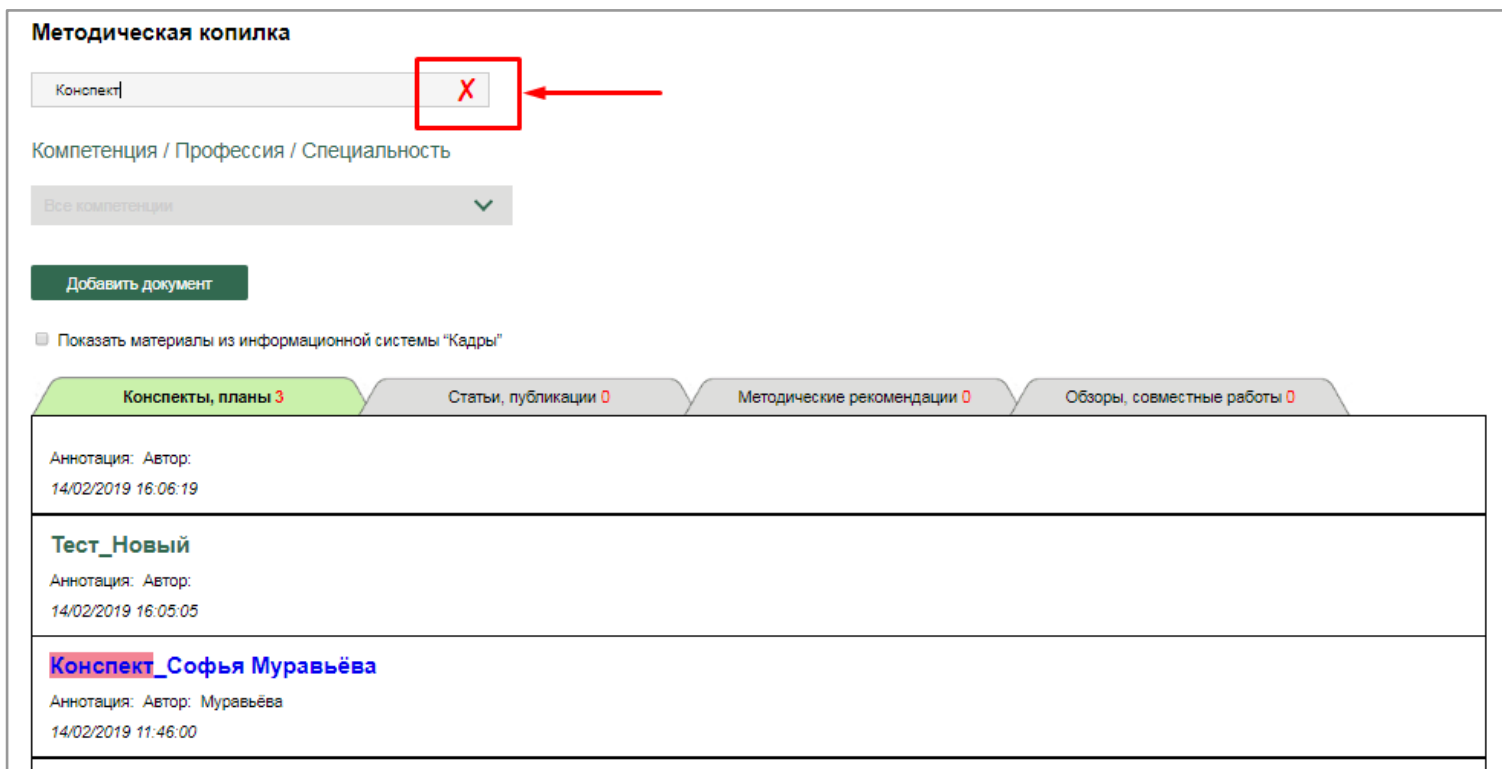 Методическая копилка
Конспект ✗
Компетенция / Профессия / Специальность
Все компетенции
Добавить документ
Показать материалы из информационной системы “Кадры”
Конспекты, планы 3 Статьи, публикации 0 Методические рекомендации 0 Обзоры, совместные работы 0
Аннотация: Автор:
14/02/2019 16:06:19
Тест_Новый
Аннотация: Автор:
14/02/2019 16:05:05
Конспект_Софья Муравьёва
Аннотация: Автор: Муравьёва
14/02/2019 11:46:00